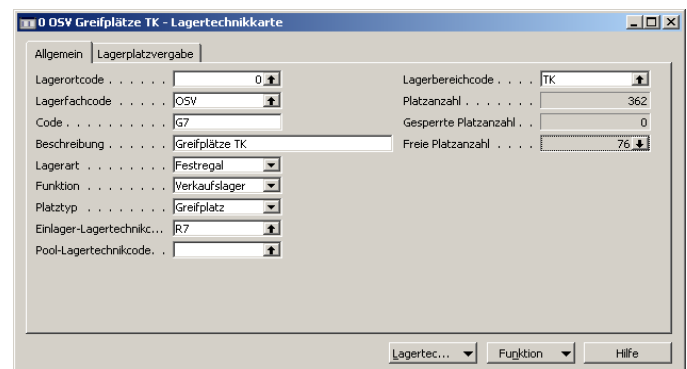 0 OSV Greifplätze TK - Lagertechnikkarte
Allgemein Lagerplatzvergabe
Lagerortcode . . . . . . 0
Lagerfachcode . . . . . OSV
Code . . . . . . . . . . G7
Beschreibung . . . . . . Greifplätze TK
Lagerart . . . . . . . . Festregal
Funktion . . . . . . . . Verkaufslager
Platztyp . . . . . . . . Greifplatz
Einlager-Lagertechnikc... R7
Pool-Lagertechnikcode. .
Lagerbereichcode . . . . TK
Platzanzahl . . . . . . . 362
Gesperrte Platzanzahl . . 0
Freie Platzanzahl . . . . 76
Lagertec... Funktion Hilfe